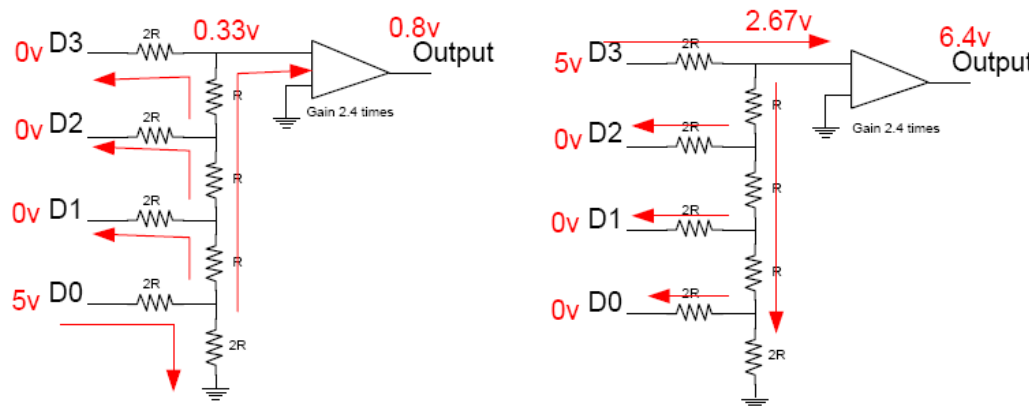 0v D3 2R 0.33v 0.8v Output
R
Gain 2.4 times
0v D2 2R
R
0v D1 2R
R
5v D0 2R
2R
5v D3 2R 2.67v 6.4v Output
R
Gain 2.4 times
0v D2 2R
R
0v D1 2R
R
0v D0 2R
2R